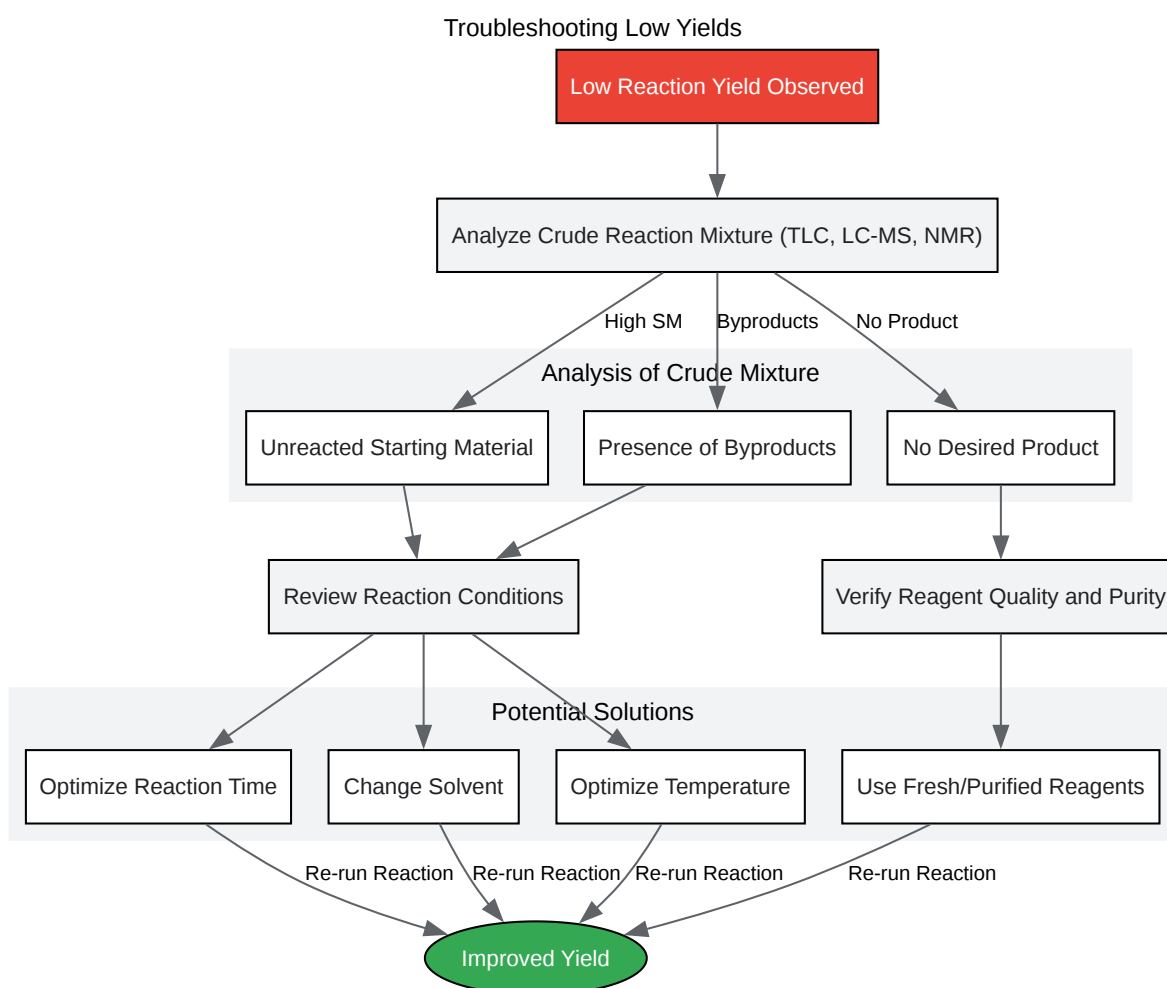 Troubleshooting Low Yields
Low Reaction Yield Observed
Analyze Crude Reaction Mixture (TLC, LC-MS, NMR)
High SM
Byproducts
No Product
Analysis of Crude Mixture
Unreacted Starting Material
Presence of Byproducts
No Desired Product
Review Reaction Conditions
Verify Reagent Quality and Purity
Potential Solutions
Optimize Reaction Time
Change Solvent
Optimize Temperature
Use Fresh/Purified Reagents
Re-run Reaction
Re-run Reaction
Re-run Reaction
Re-run Reaction
Improved Yield